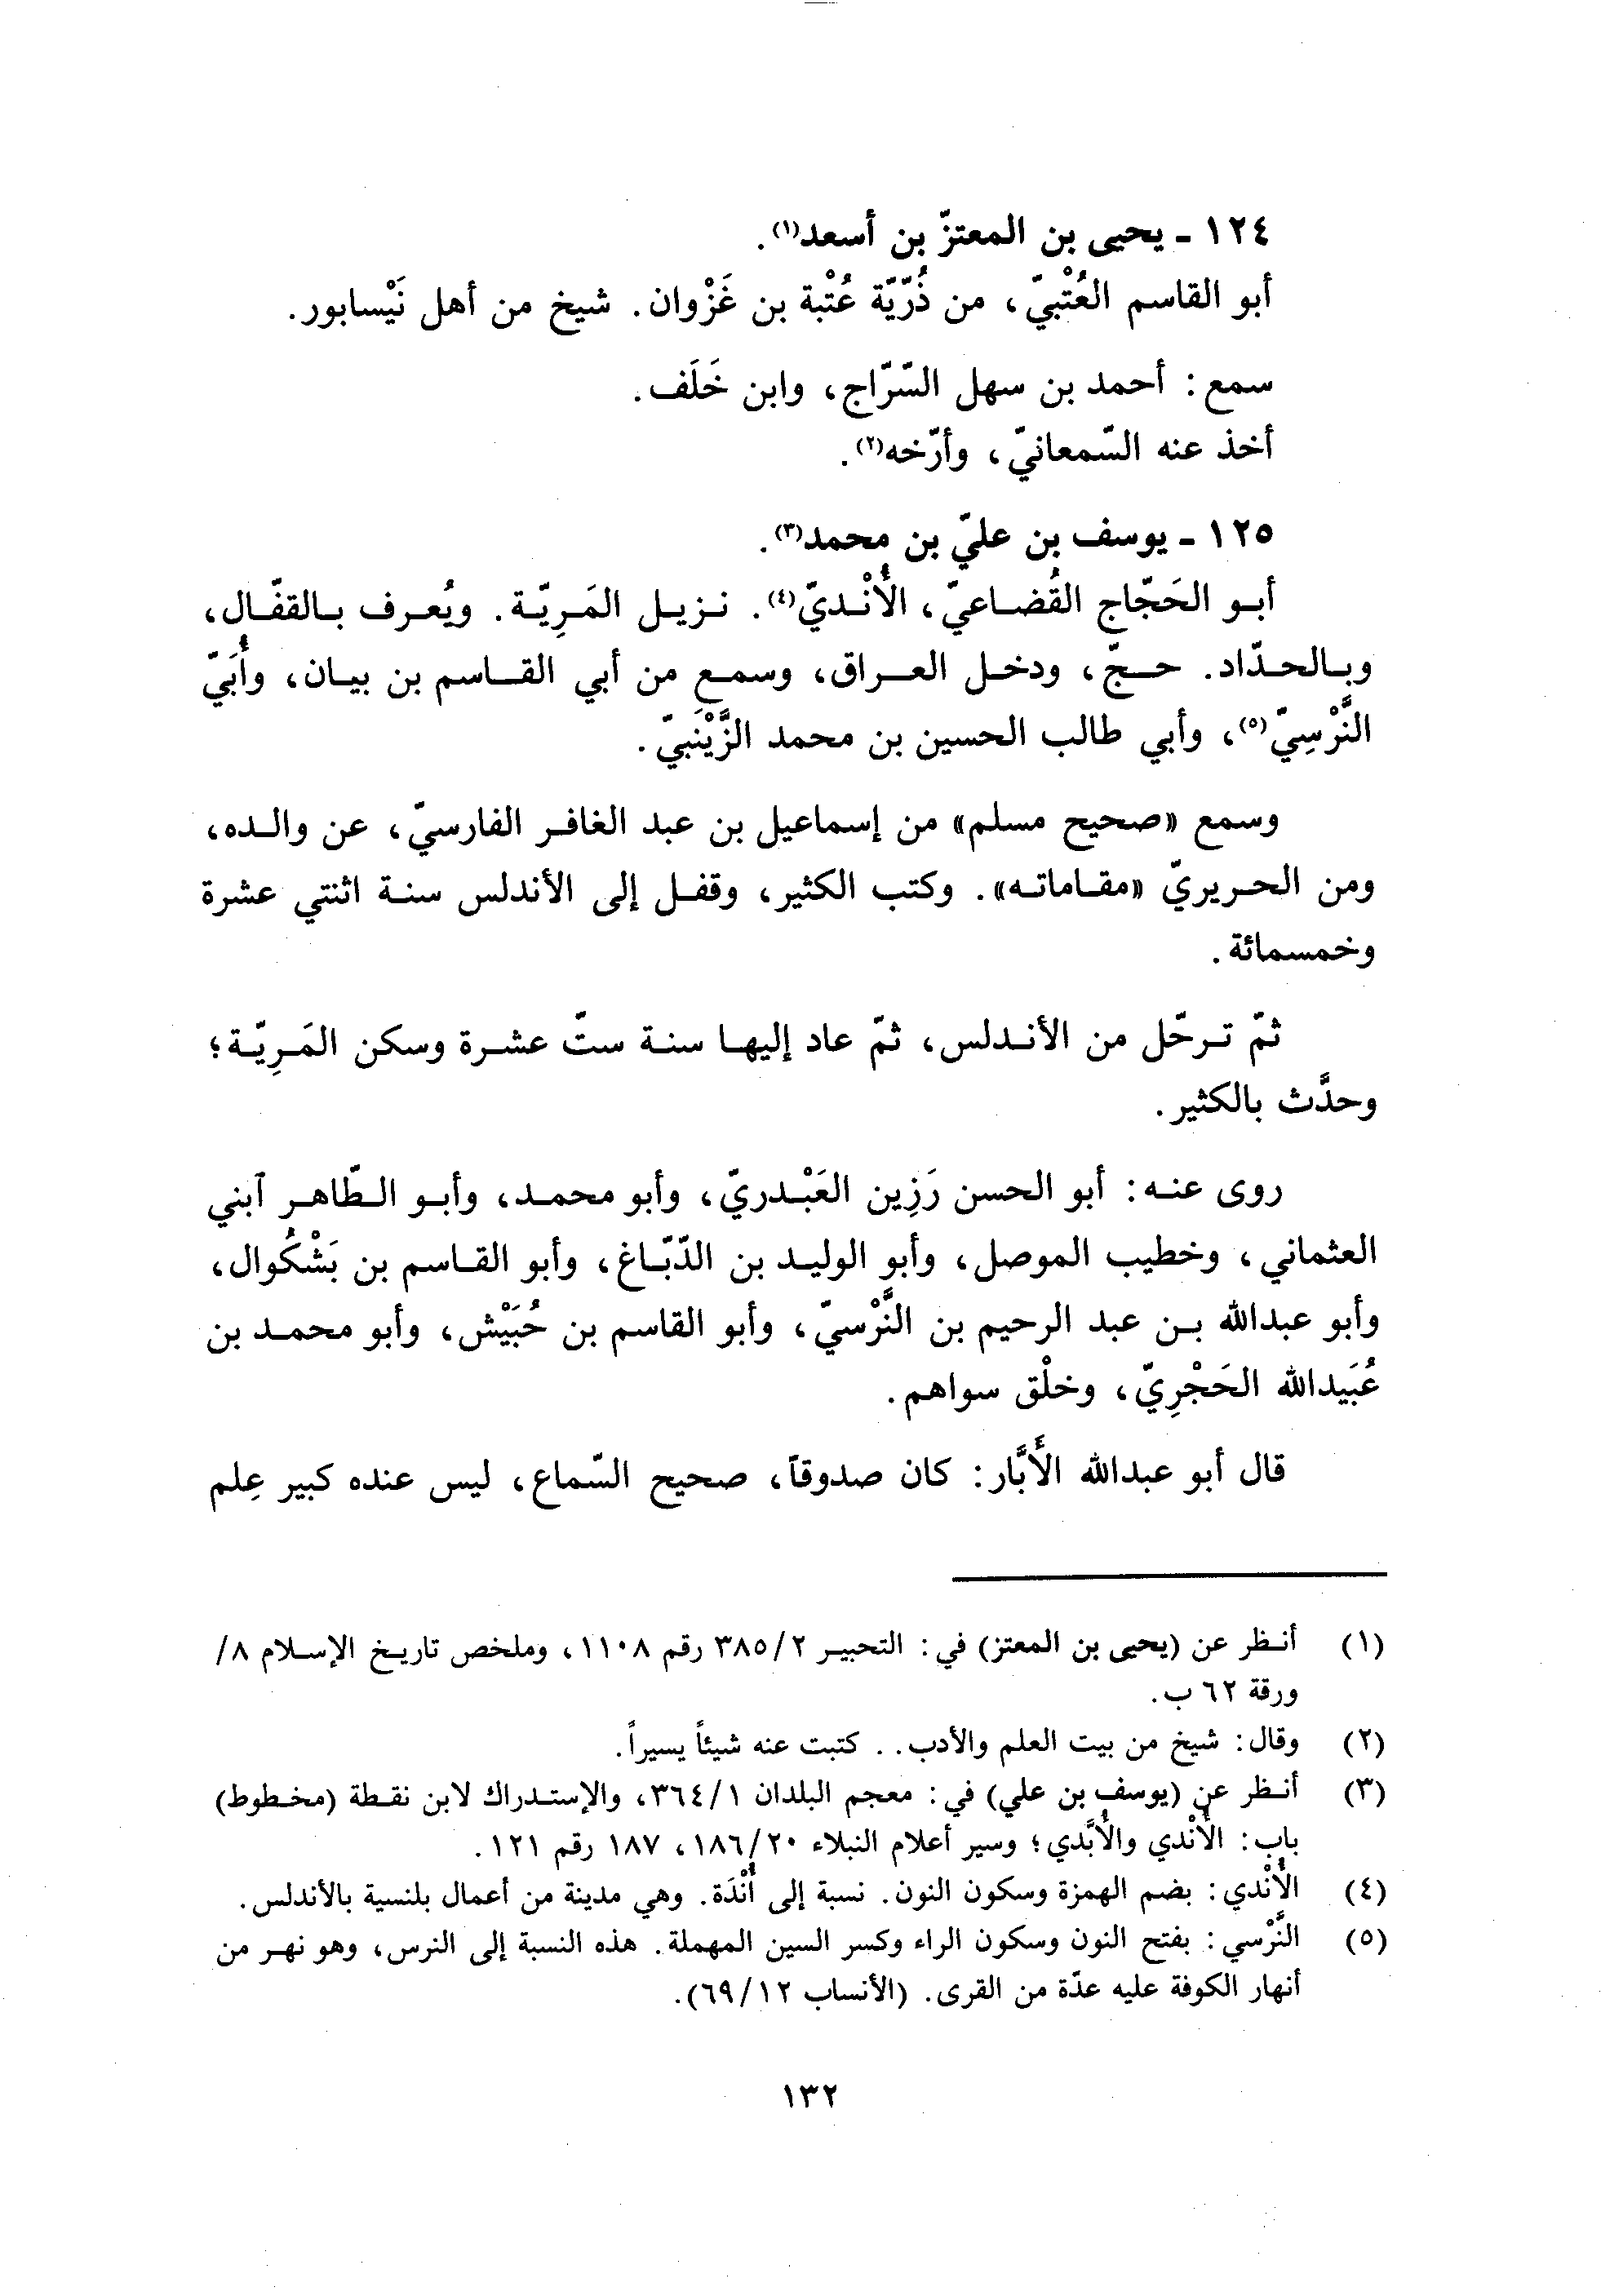 ١٢٤ ـ يحيى بن المعتزّ بن أسعد(١).
أبو القاسم العُتْبيّ، من ذُرّيّة عُتْبة بن غَزْوان. شيخ من أهل نَيْسابور.
سمع: أحمد بن سهل السّرّاج، وابن خَلَف.
أخذ عنه السّمعانيّ، وأرّخه(٢).
١٢٥ ـ يوسف بن عليّ بن محمد(٣).
أبو الحَجّاج القُضاعيّ، الأُنْديّ(٤). نزيل المَرِيّة. ويُعرف بالقفّال،
وبالحدّاد. حجّ، ودخل العراق، وسمع من أبي القاسم بن بيان، وأُبَيّ
النَّرْسِيّ(٥)، وأبي طالب الحسين بن محمد الزَّيْنَبيّ.
وسمع «صحيح مسلم» من إسماعيل بن عبد الغافر الفارسيّ، عن والده،
ومن الحريريّ «مقاماته». وكتب الكثير، وقفل إلى الأندلس سنة اثنتي عشرة
وخمسمائة.
ثمّ ترحّل من الأندلس، ثمّ عاد إليها سنة ستّ عشرة وسكن المَرِيّة؛
وحدَّث بالكثير.
روى عنه: أبو الحسن رَزِين العَبْدريّ، وأبو محمد، وأبو الطّاهر آبني
العثماني، وخطيب الموصل، وأبو الوليد بن الدّبّاغ، وأبو القاسم بن بَشْكُوال،
وأبو عبدالله بن عبد الرحيم بن النَّرْسيّ، وأبو القاسم بن حُبَيْش، وأبو محمد بن
عُبَيدالله الحَجْرِيّ، وخلْق سواهم.
قال أبو عبدالله الأَبَّار: كان صدوقاً، صحيح السّماع، ليس عنده كبير عِلم
(١) أنظر عن (يحيى بن المعتز) في: التحبير ٣٨٥/٢ رقم ١١٠٨، وملخص تاريخ الإسلام ٨/
ورقة ٦٢ ب.
(٢) وقال: شيخ من بيت العلم والأدب.. كتبت عنه شيئاً يسيراً.
(٣) أنظر عن (يوسف بن علي) في: معجم البلدان ٣٦٤/١، والإستدراك لابن نقطة (مخطوط)
باب: الأُنْدي والأُبَّدي؛ وسير أعلام النبلاء ١٨٦/٢٠، ١٨٧ رقم ١٢١.
(٤) الأُنْدي: بضم الهمزة وسكون النون. نسبة إلى أُنْدَة. وهي مدينة من أعمال بلنسية بالأندلس.
(٥) النَّرْسي: بفتح النون وسكون الراء وكسر السين المهملة. هذه النسبة إلى النرس، وهو نهر من
أنهار الكوفة عليه عدّة من القرى. (الأنساب ٦٩/١٢).
١٣٢